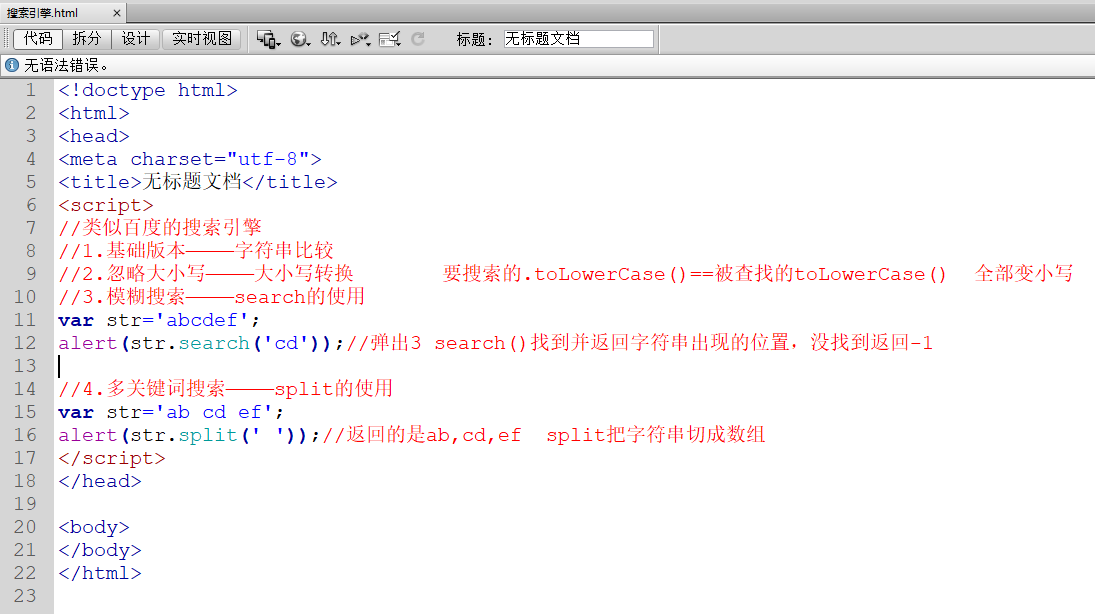 搜索引擎.html ×
代码 拆分 设计 实时视图 标题: 无标题文档
无语法错误。
1 <!doctype html>
2 <html>
3 <head>
4 <meta charset="utf-8">
5 <title>无标题文档</title>
6 <script>
7 //类似百度的搜索引擎
8 //1.基础版本————字符串比较
9 //2.忽略大小写————大小写转换 要搜索的.toLowerCase()==被查找的toLowerCase() 全部变小写
10 //3.模糊搜索————search的使用
11 var str='abcdef';
12 alert(str.search('cd'));//弹出3 search()找到并返回字符串出现的位置，没找到返回-1
13
14 //4.多关键词搜索————split的使用
15 var str='ab cd ef';
16 alert(str.split(' '));//返回的是ab,cd,ef split把字符串切成数组
17 </script>
18 </head>
19
20 <body>
21 </body>
22 </html>
23